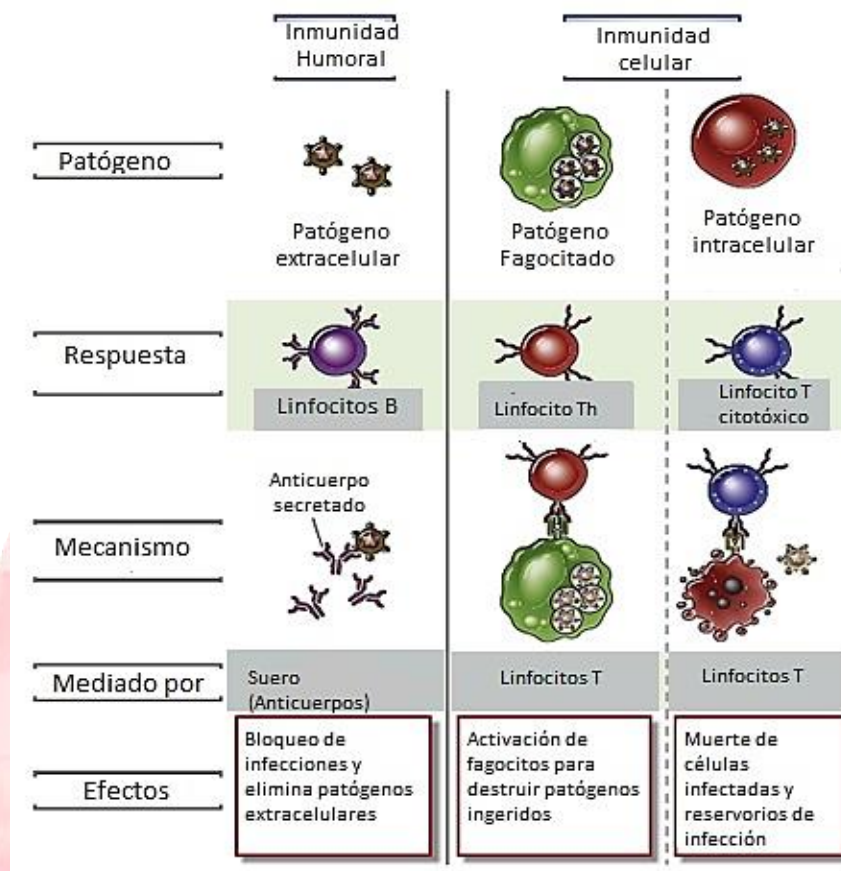 Inmunidad
Humoral
Inmunidad
celular
Patógeno
Patógeno
extracelular
Patógeno
Fagocitado
Patógeno
intracelular
Respuesta
Linfocitos B
Linfocito Th
Linfocito T
citotóxico
Mecanismo
Anticuerpo
secretado
Mediado por
Suero
(Anticuerpos)
Linfocitos T
Linfocitos T
Efectos
Bloqueo de
infecciones y
elimina patógenos
extracelulares
Activación de
fagocitos para
destruir patógenos
ingeridos
Muerte de
células
infectadas y
reservorios de
infección